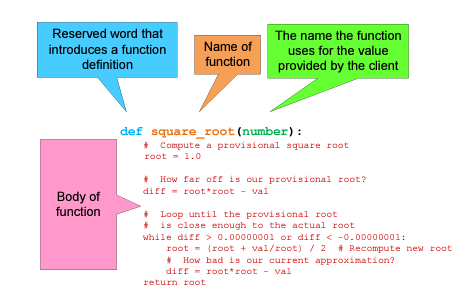 Reserved word that
introduces a function
definition
Name of
function
The name the function
uses for the value
provided by the client
def square_root(number):
# Compute a provisional square root
root = 1.0
# How far off is our provisional root?
diff = root*root - val
Body of
function
# Loop until the provisional root
# is close enough to the actual root
while diff > 0.00000001 or diff < -0.00000001:
root = (root + val/root) / 2 # Recompute new root
# How bad is our current approximation?
diff = root*root - val
return root